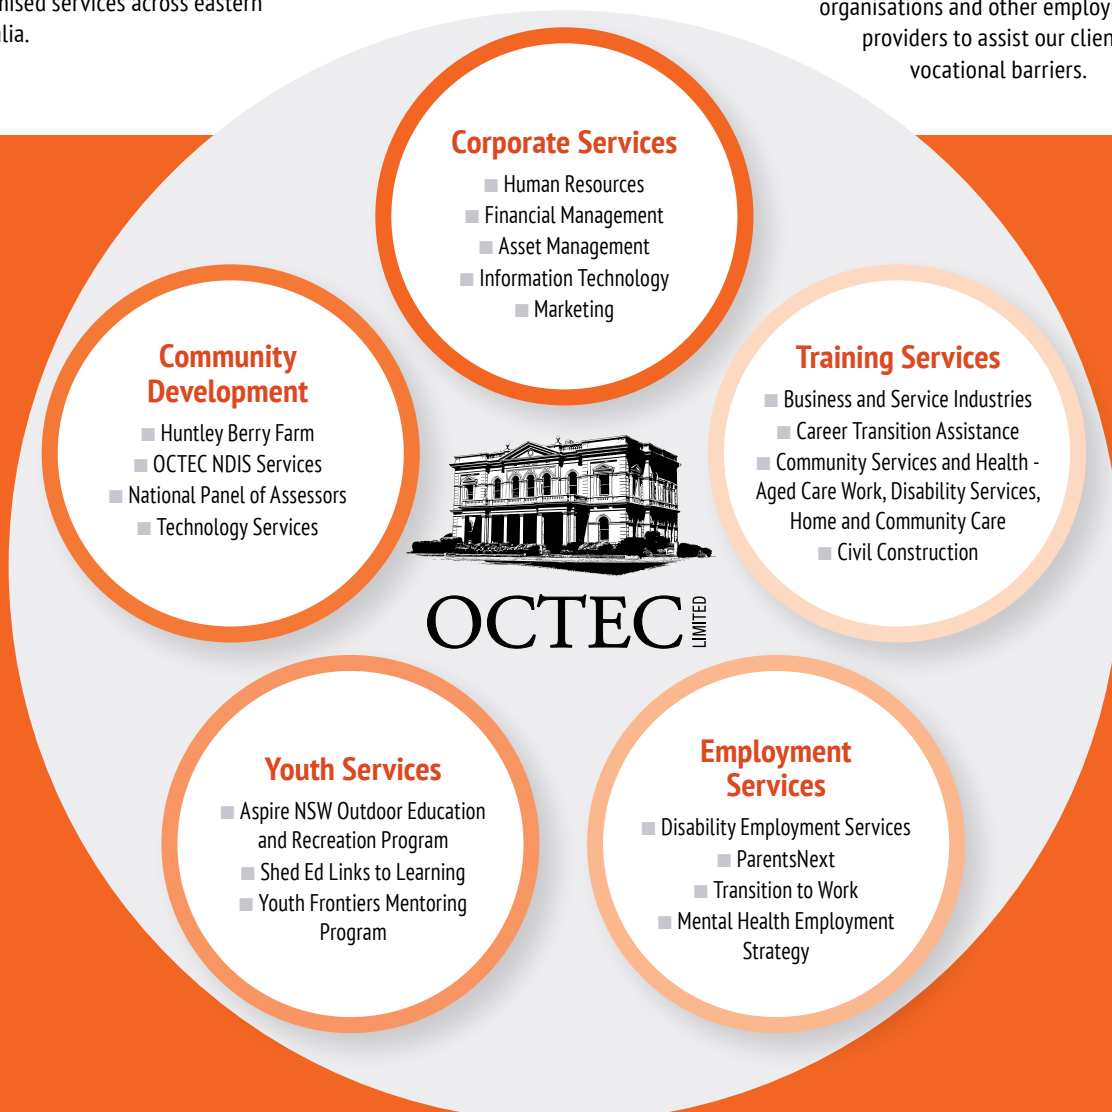 services across eastern
organisations and other
providers to assist our
vocational barriers.
Corporate Services
■ Human Resources
■ Financial Management
■ Asset Management
■ Information Technology
■ Marketing
Community
Development
■ Huntley Berry Farm
■ OCTEC NDIS Services
■ National Panel of Assessors
■ Technology Services
Training Services
■ Business and Service Industries
■ Career Transition Assistance
■ Community Services and Health -
Aged Care Work, Disability Services,
Home and Community Care
■ Civil Construction
OCTEC LIMITED
Youth Services
■ Aspire NSW Outdoor Education
and Recreation Program
■ Shed Ed Links to Learning
■ Youth Frontiers Mentoring
Program
Employment
Services
■ Disability Employment Services
■ ParentsNext
■ Transition to Work
■ Mental Health Employment
Strategy